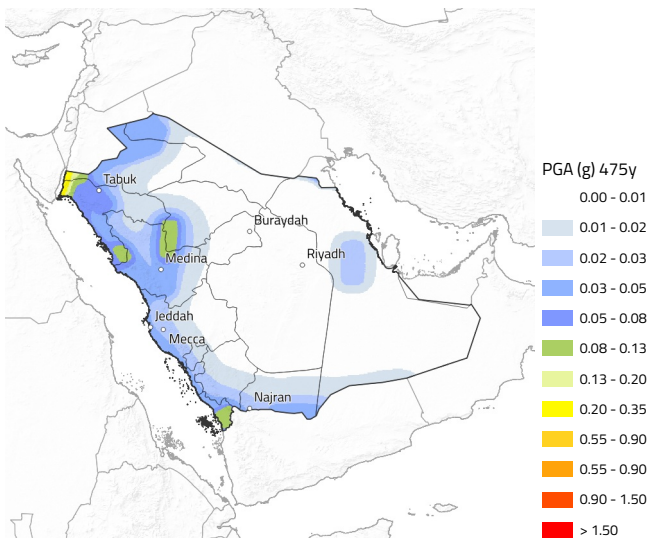 Tabuk
Buraydah
Riyadh
Medina
Jeddah
Mecca
Najran
PGA (g) 475y
0.00 - 0.01
0.01 - 0.02
0.02 - 0.03
0.03 - 0.05
0.05 - 0.08
0.08 - 0.13
0.13 - 0.20
0.20 - 0.35
0.55 - 0.90
0.55 - 0.90
0.90 - 1.50
> 1.50